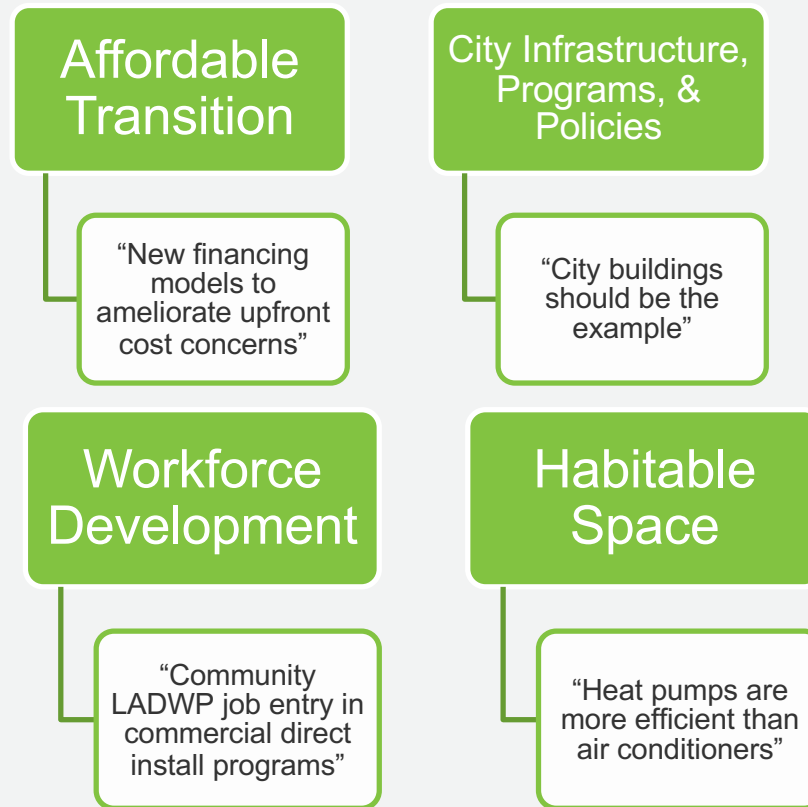 Affordable
Transition
“New financing
models to
ameliorate upfront
cost concerns”
City Infrastructure,
Programs, &
Policies
“City buildings
should be the
example”
Workforce
Development
“Community
LADWP job entry in
commercial direct
install programs”
Habitable
Space
“Heat pumps are
more efficient than
air conditioners”